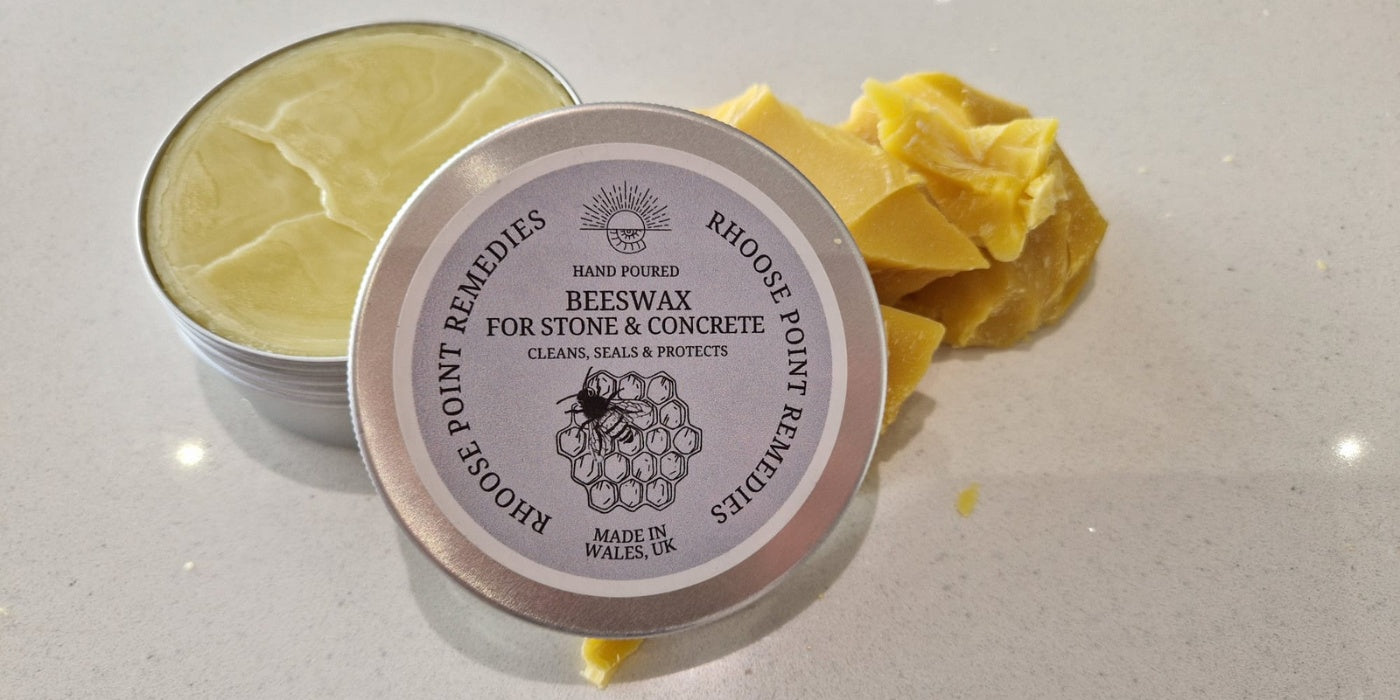 HAND POURED
BEESWAX
FOR STONE & CONCRETE
CLEANS, SEALS & PROTECTS
RHOOSE POINT REMEDIES
RHOOSE POINT REMEDIES
MADE IN
WALES, UK